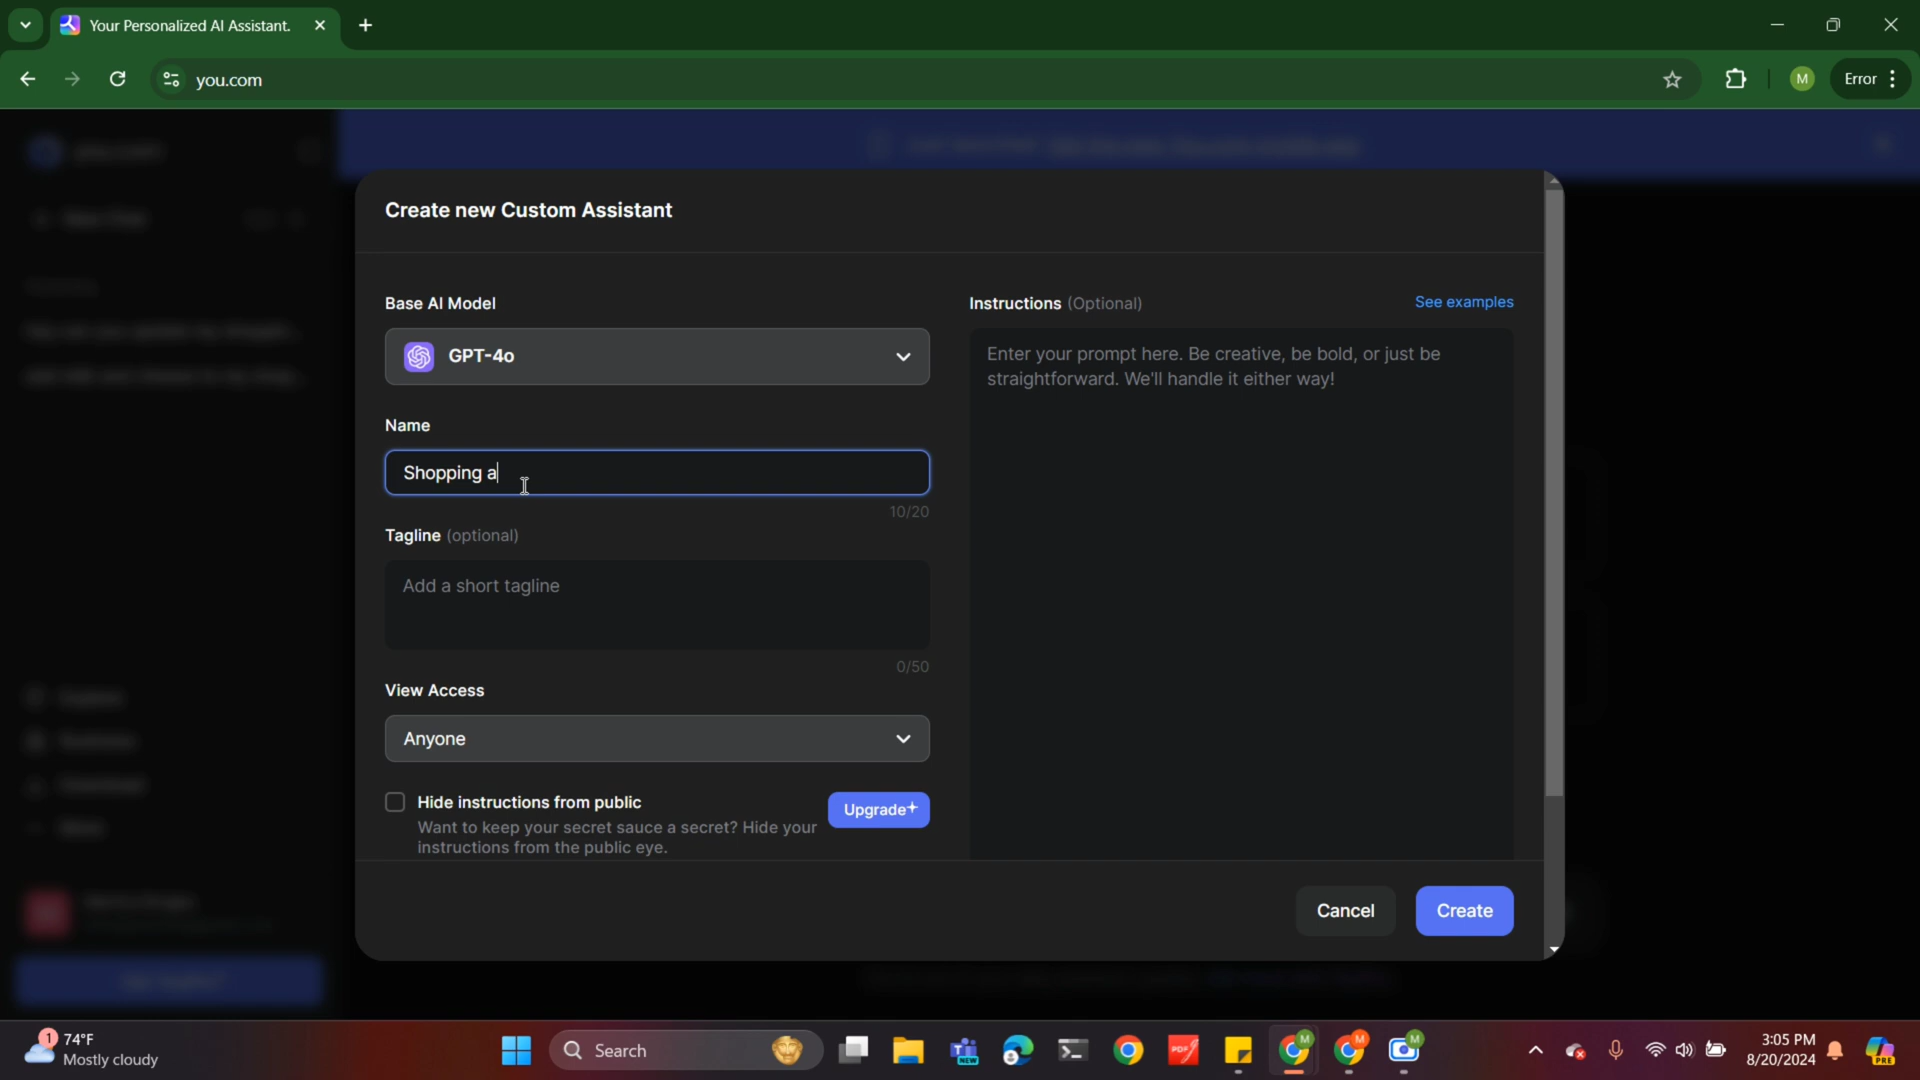 Your Personalized AI Assistant.
you.com
Error
Create new Custom Assistant
Base AI Model
GPT-4o
Name
Shopping a
10/20
Tagline (optional)
Add a short tagline
0/50
View Access
Anyone
Hide instructions from public
Want to keep your secret sauce a secret? Hide your
instructions from the public eye.
Upgrade
Instructions (Optional)
See examples
Enter your prompt here. Be creative, be bold, or just be
straightforward. We'll handle it either way!
Cancel
Create
1
74°F
Mostly cloudy
Search
NEW
PDF
M
3:05 PM
8/20/2024
PRE